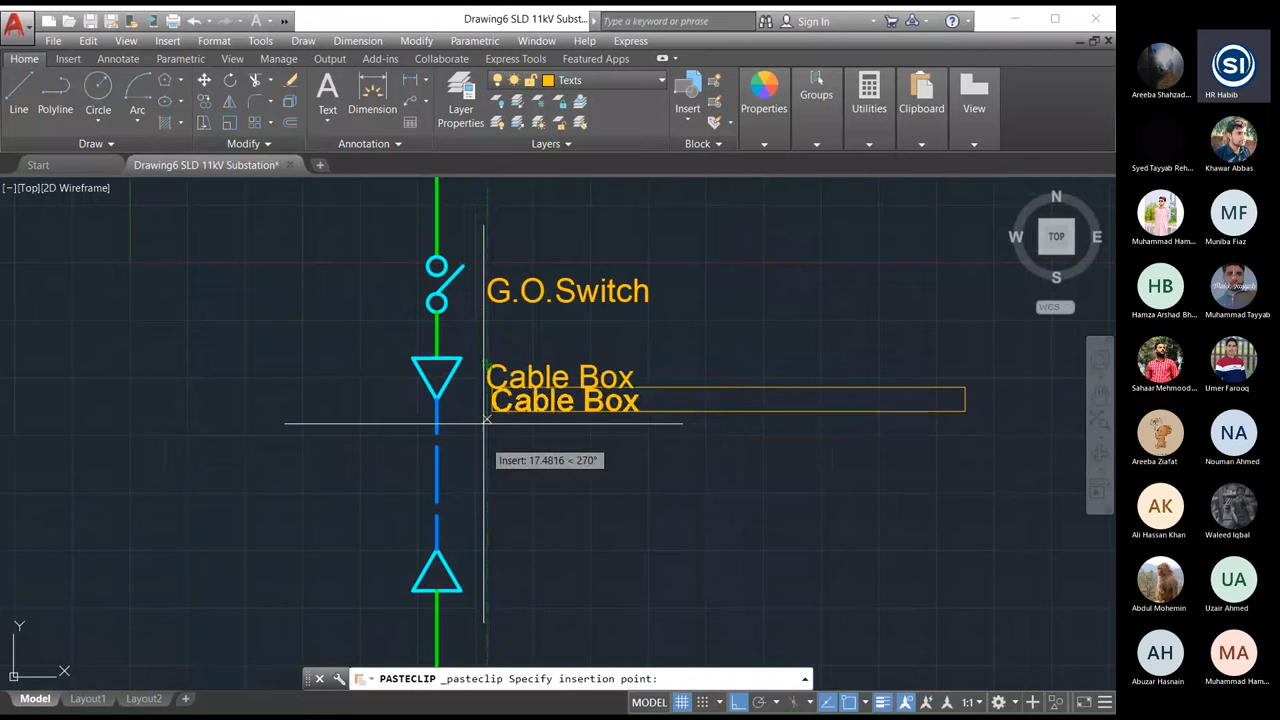 Drawing6 SLD 11kV Subst...
Type a keyword or phrase
Sign In
File Edit View Insert Format Tools Draw Dimension Modify Parametric Window Help Express
Home Insert Annotate Parametric View Manage Output Add-ins Collaborate Express Tools Featured Apps
Texts
Line Polyline Circle Arc Text Dimension Layer Properties Insert Properties Groups Utilities Clipboard View
Draw Modify Annotation Layers Block
Start Drawing6 SLD 11kV Substation*
[−][Top][2D Wireframe]
N
W TOP E
S
WCS
G.O.Switch
Cable Box
Cable Box
Insert: 17.4816 < 270°
Y
X
PASTECLIP _pasteclip Specify insertion point:
Model Layout1 Layout2
MODEL
1:1
Areeba Shahzad...
SI
HR Habib
Syed Tayyab Reh...
Khawar Abbas
MF
Muhammad Ham...
Muniba Fiaz
HB
Hamza Arshad Bh...
Muhammad Tayyab
Sahaar Mehmood...
Umer Farooq
NA
Areeba Ziafat
Nouman Ahmed
AK
Ali Hassan Khan
Waleed Iqbal
UA
Abdul Mohemin
Uzair Ahmed
AH
MA
Abuzar Hasnain
Muhammad Ham...